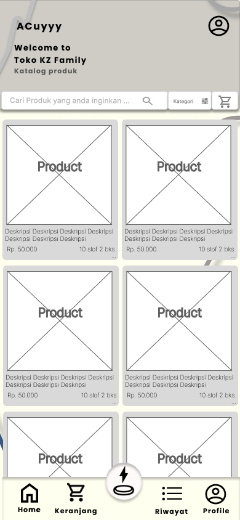 ACuyyy
Welcome to
Toko KZ Family
Katalog produk
Cari Produk yang anda inginkan ...
Kategori
Product
Product
Deskripsi Deskripsi Deskripsi Deskripsi
Deskripsi Deskripsi Deskripsi
Rp. 50.000 10 slof 2 bks
Deskripsi Deskripsi Deskripsi Deskripsi
Deskripsi Deskripsi Deskripsi
Rp. 50.000 10 slof 2 bks
Product
Product
Deskripsi Deskripsi Deskripsi Deskripsi
Deskripsi Deskripsi Deskripsi
Rp. 50.000 10 slof 2 bks
Deskripsi Deskripsi Deskripsi Deskripsi
Deskripsi Deskripsi Deskripsi
Rp. 50.000 10 slof 2 bks
Product
Product
Home
Keranjang
Riwayat
Profile